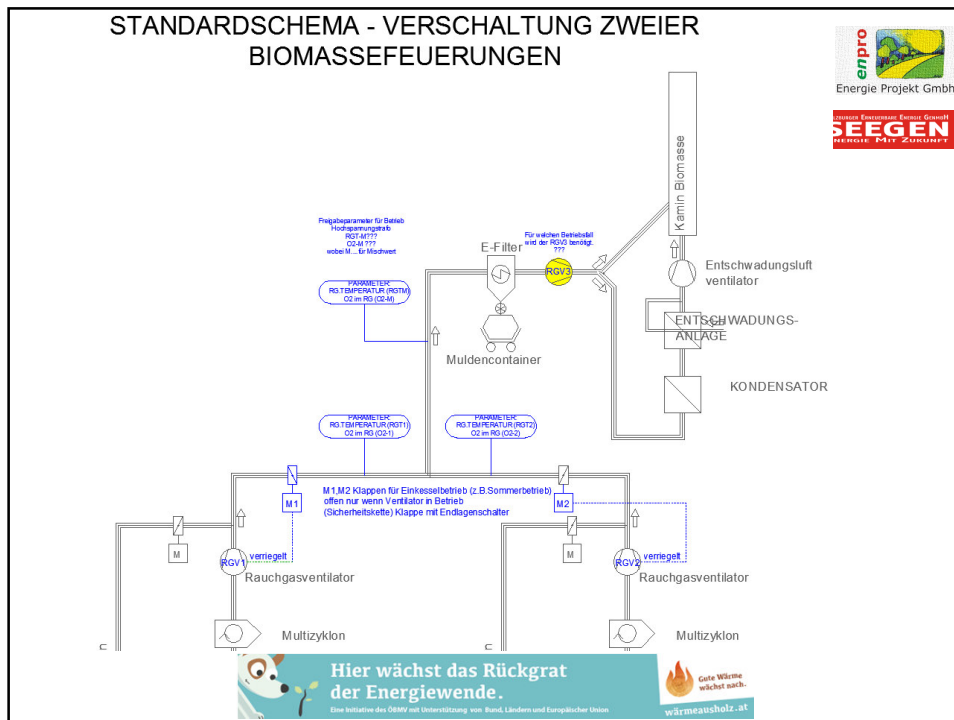 STANDARDSCHEMA - VERSCHALTUNG ZWEIER
BIOMASSEFEUERUNGEN
enpro
Energie Projekt Gmbh
SEEGEN
ENERGIE MIT ZUKUNFT
Kamin Biomasse
Freigabeparameter für Betrieb
Hochspannungstrafo
RGT-M???
O2-M ???
wobei M.... für Mischwert
Für welchen Betriebsfall
wird der RGV3 benötigt.
???
E-Filter
RGV3
Entschwadungsluft
ventilator
PARAMETER:
RG.TEMPERATUR (RGTM)
O2 im RG (O2-M)
ENTSCHWADUNGS-
ANLAGE
Muldencontainer
KONDENSATOR
PARAMETER:
RG.TEMPERATUR (RGT1)
O2 im RG (O2-1)
PARAMETER:
RG.TEMPERATUR (RGT2)
O2 im RG (O2-2)
M1,M2 Klappen für Einkesselbetrieb (z.B.Sommerbetrieb)
offen nur wenn Ventilator in Betrieb
(Sicherheitskette) Klappe mit Endlagenschalter
M1
M2
M
verriegelt
RGV1
Rauchgasventilator
M
verriegelt
RGV2
Rauchgasventilator
Multizyklon
Multizyklon
Hier wächst das Rückgrat
der Energiewende.
Eine Initiative des ÖBMV mit Unterstützung von Bund, Ländern und Europäischer Union
Gute Wärme
wächst nach.
wärmeausholz.at